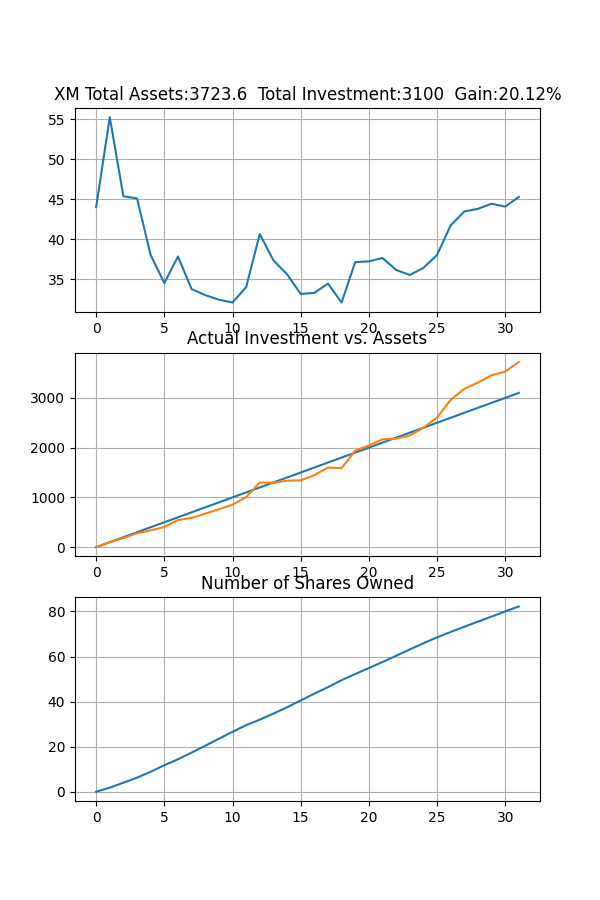 XM Total Assets:3723.6  Total Investment:3100  Gain:20.12%
55
50
45
40
35
0 5 10 15 20 25 30
Actual Investment vs. Assets
3000
2000
1000
0
0 5 10 15 20 25 30
Number of Shares Owned
80
60
40
20
0
0 5 10 15 20 25 30